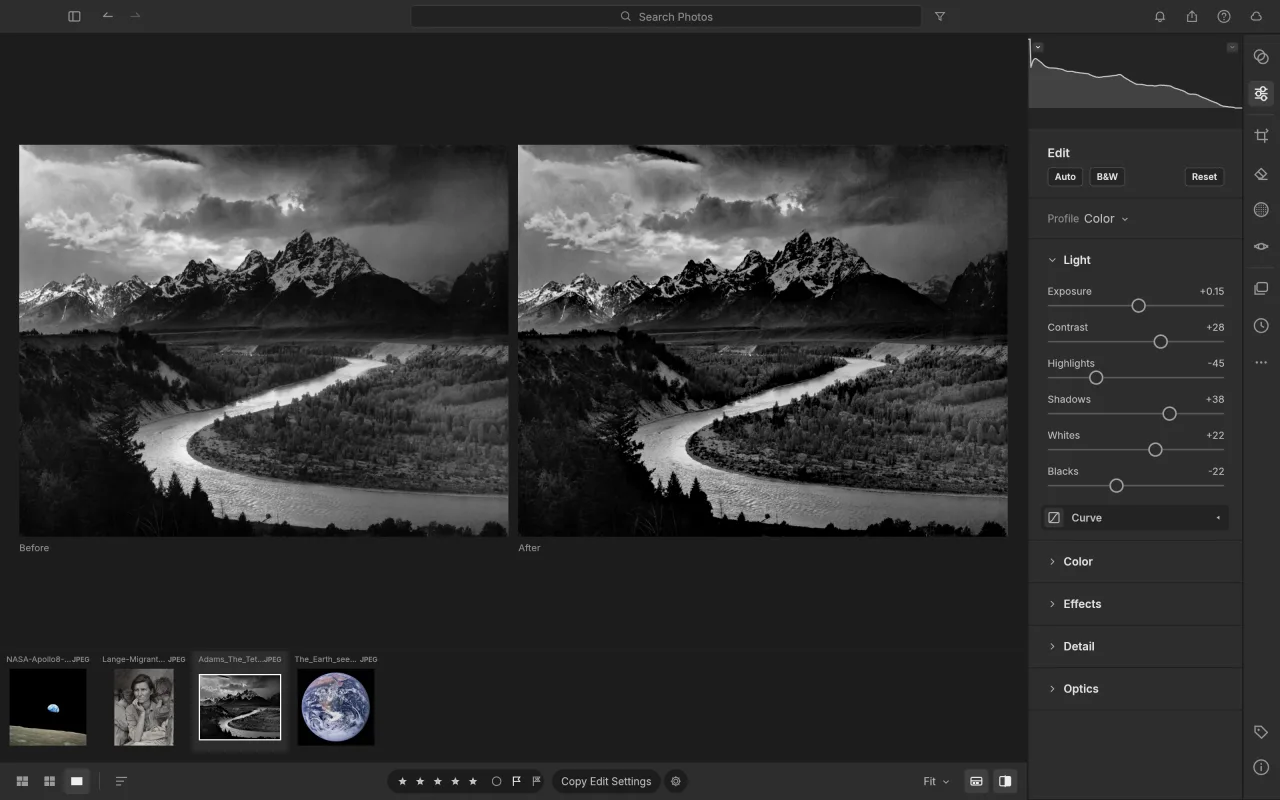 Search Photos
Edit
Auto B&W Reset
Profile Color
Light
Exposure +0.15
Contrast +28
Highlights -45
Shadows +38
Whites +22
Blacks -22
Curve
Color
Effects
Detail
Optics
Before After
NASA-Apollo8-... JPEG Lange-Migrant... JPEG Adams_The_Tet... JPEG The_Earth_see... JPEG
Copy Edit Settings Fit